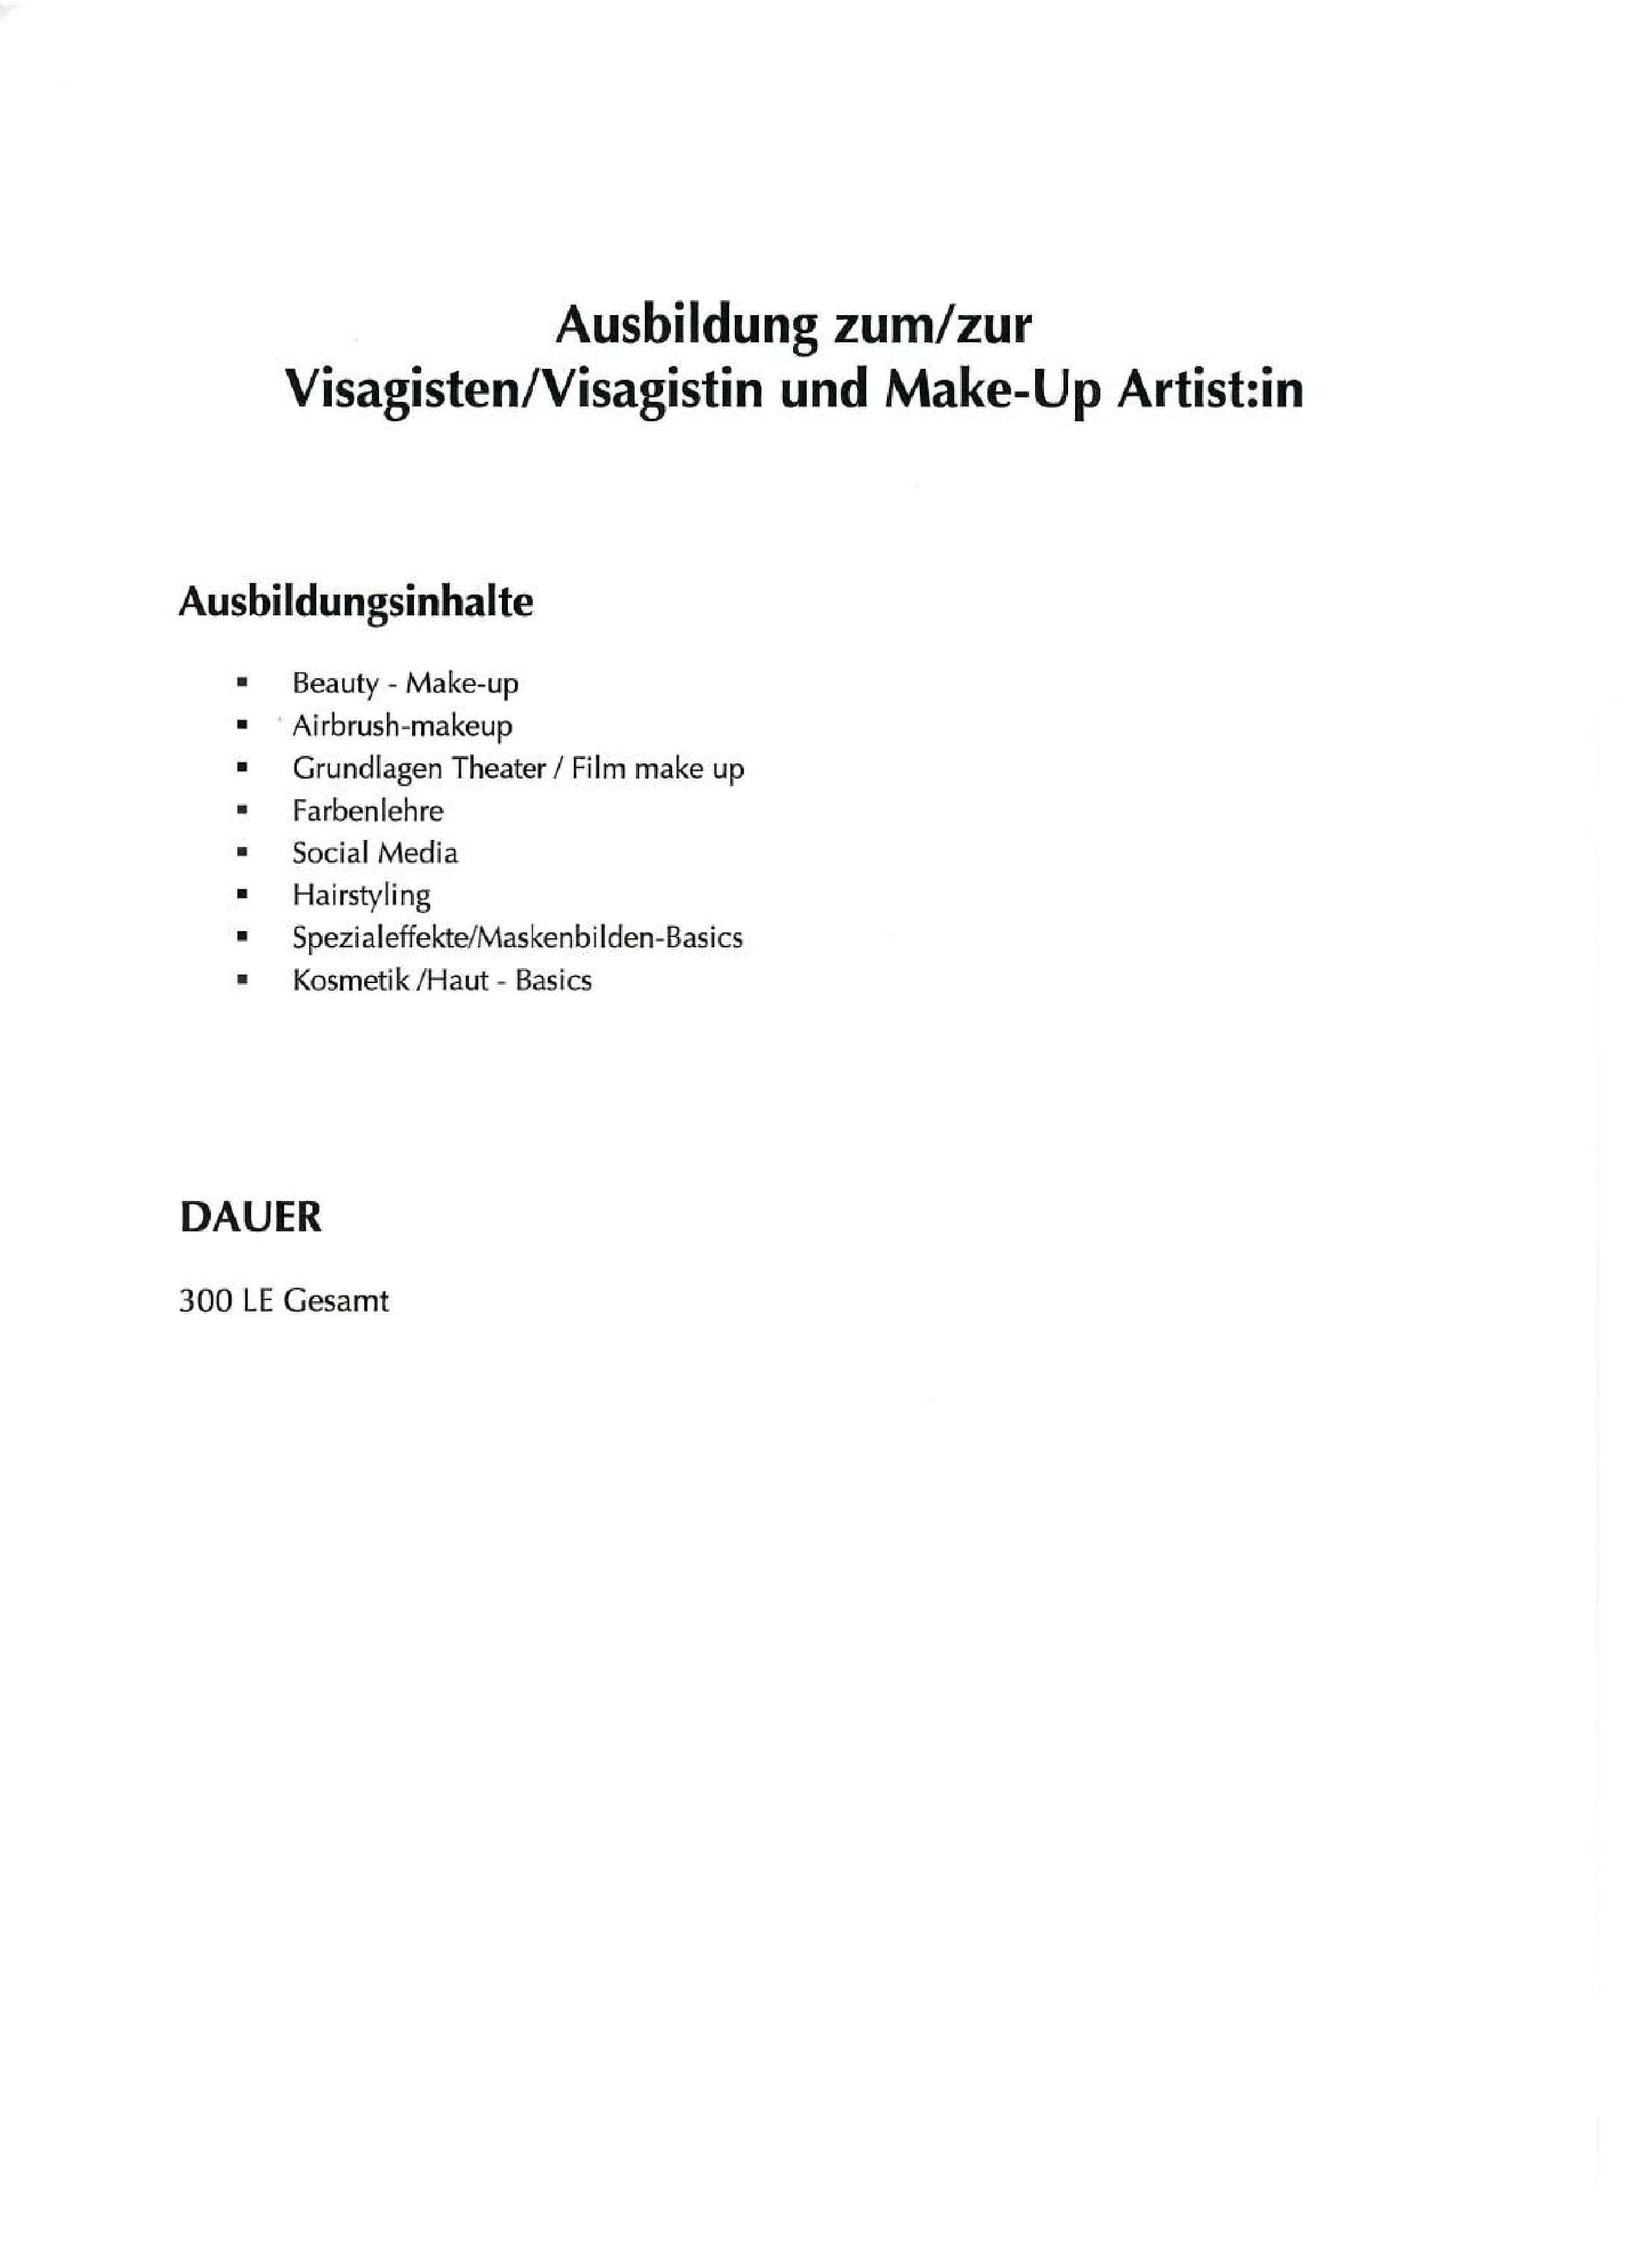 Ausbildung zum/zur
Visagisten/Visagistin und Make-Up Artist:in
Ausbildungsinhalte
▪ Beauty - Make-up
▪ Airbrush-makeup
▪ Grundlagen Theater / Film make up
▪ Farbenlehre
▪ Social Media
▪ Hairstyling
▪ Spezialeffekte/Maskenbilden-Basics
▪ Kosmetik /Haut - Basics
DAUER
300 LE Gesamt